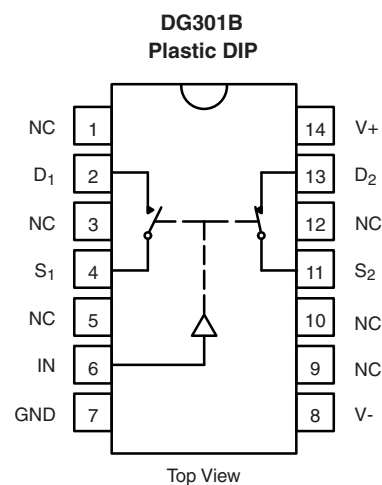 DG301B
Plastic DIP
NC 1 14 V+
D1 2 13 D2
NC 3 12 NC
S1 4 11 S2
NC 5 10 NC
IN 6 9 NC
GND 7 8 V-
Top View